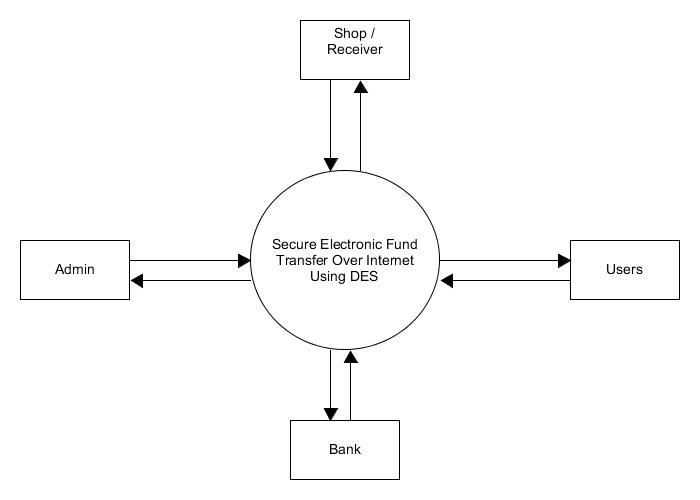 Shop /
Receiver
Secure Electronic Fund
Transfer Over Internet
Using DES
Admin
Users
Bank